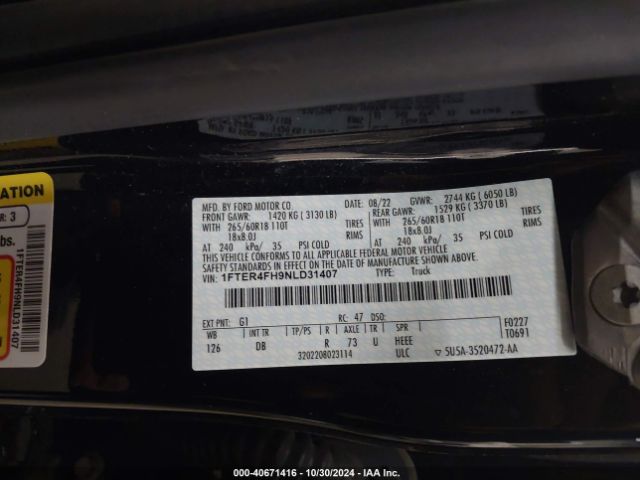 MFD. BY FORD MOTOR CO.
DATE: 08/22 GVWR: 2744 KG ( 6050 LB)
FRONT GAWR: 1420 KG ( 3130 LB) REAR GAWR: 1529 KG ( 3370 LB)
WITH 265/60R18 110T TIRES WITH 265/60R18 110T TIRES
18x8.0J RIMS 18x8.0J RIMS
AT 240 kPa/ 35 PSI COLD AT 240 kPa/ 35 PSI COLD
THIS VEHICLE CONFORMS TO ALL APPLICABLE FEDERAL MOTOR VEHICLE
SAFETY, BUMPER, AND THEFT PREVENTION STANDARDS IN EFFECT ON THE DATE OF
MANUFACTURE SHOWN ABOVE.
VIN: 1FTER4FH9NLD31407 TYPE: Truck
EXT PNT: G1 RC: 47 DSO: F0227
WB INT TR TP/PS R AXLE TR SPR T0691
126 DB R 73 U HEEE
3202208023114 ULC ▽ 5USA-3520472-AA
ATION
R: 3
bs.
1FTER4FH9NLD31407
000-40671416 - 10/30/2024 - IAA Inc.